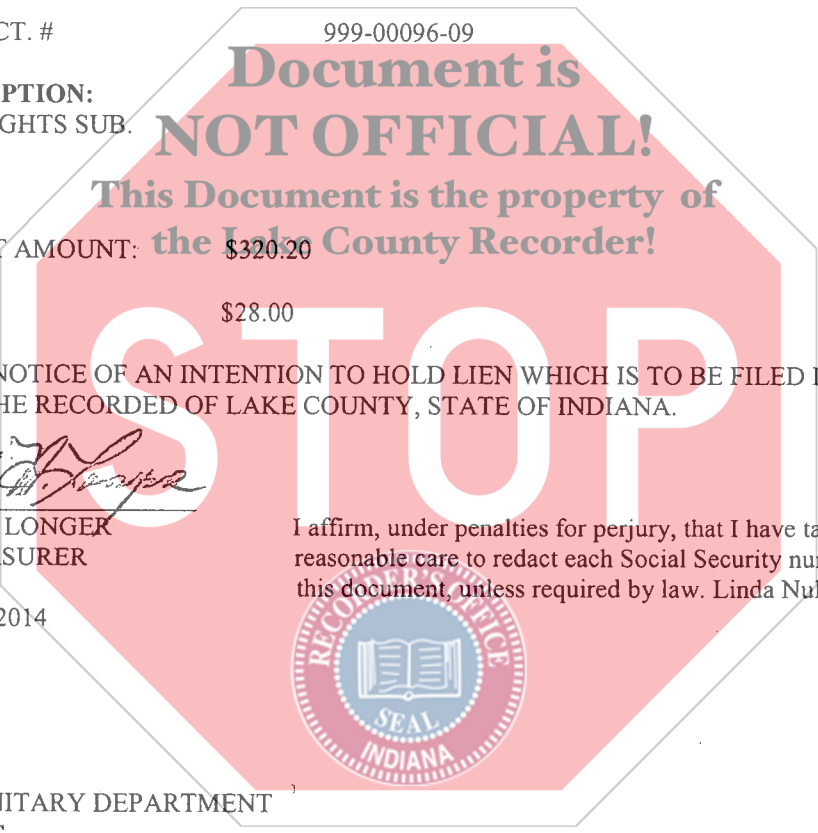 CT. # 999-00096-09
Document is
PTION:
GHTS SUB.
NOT OFFICIAL!
This Document is the property of
AMOUNT: $320.20
the Lake County Recorder!
$28.00
STOP
NOTICE OF AN INTENTION TO HOLD LIEN WHICH IS TO BE FILED
HE RECORDED OF LAKE COUNTY, STATE OF INDIANA.
LONGER
SURER
I affirm, under penalties for perjury, that I have ta
reasonable care to redact each Social Security nu
this document, unless required by law. Linda Nu
2014
RECORDER'S OFFICE
SEAL
INDIANA
NITARY DEPARTMENT